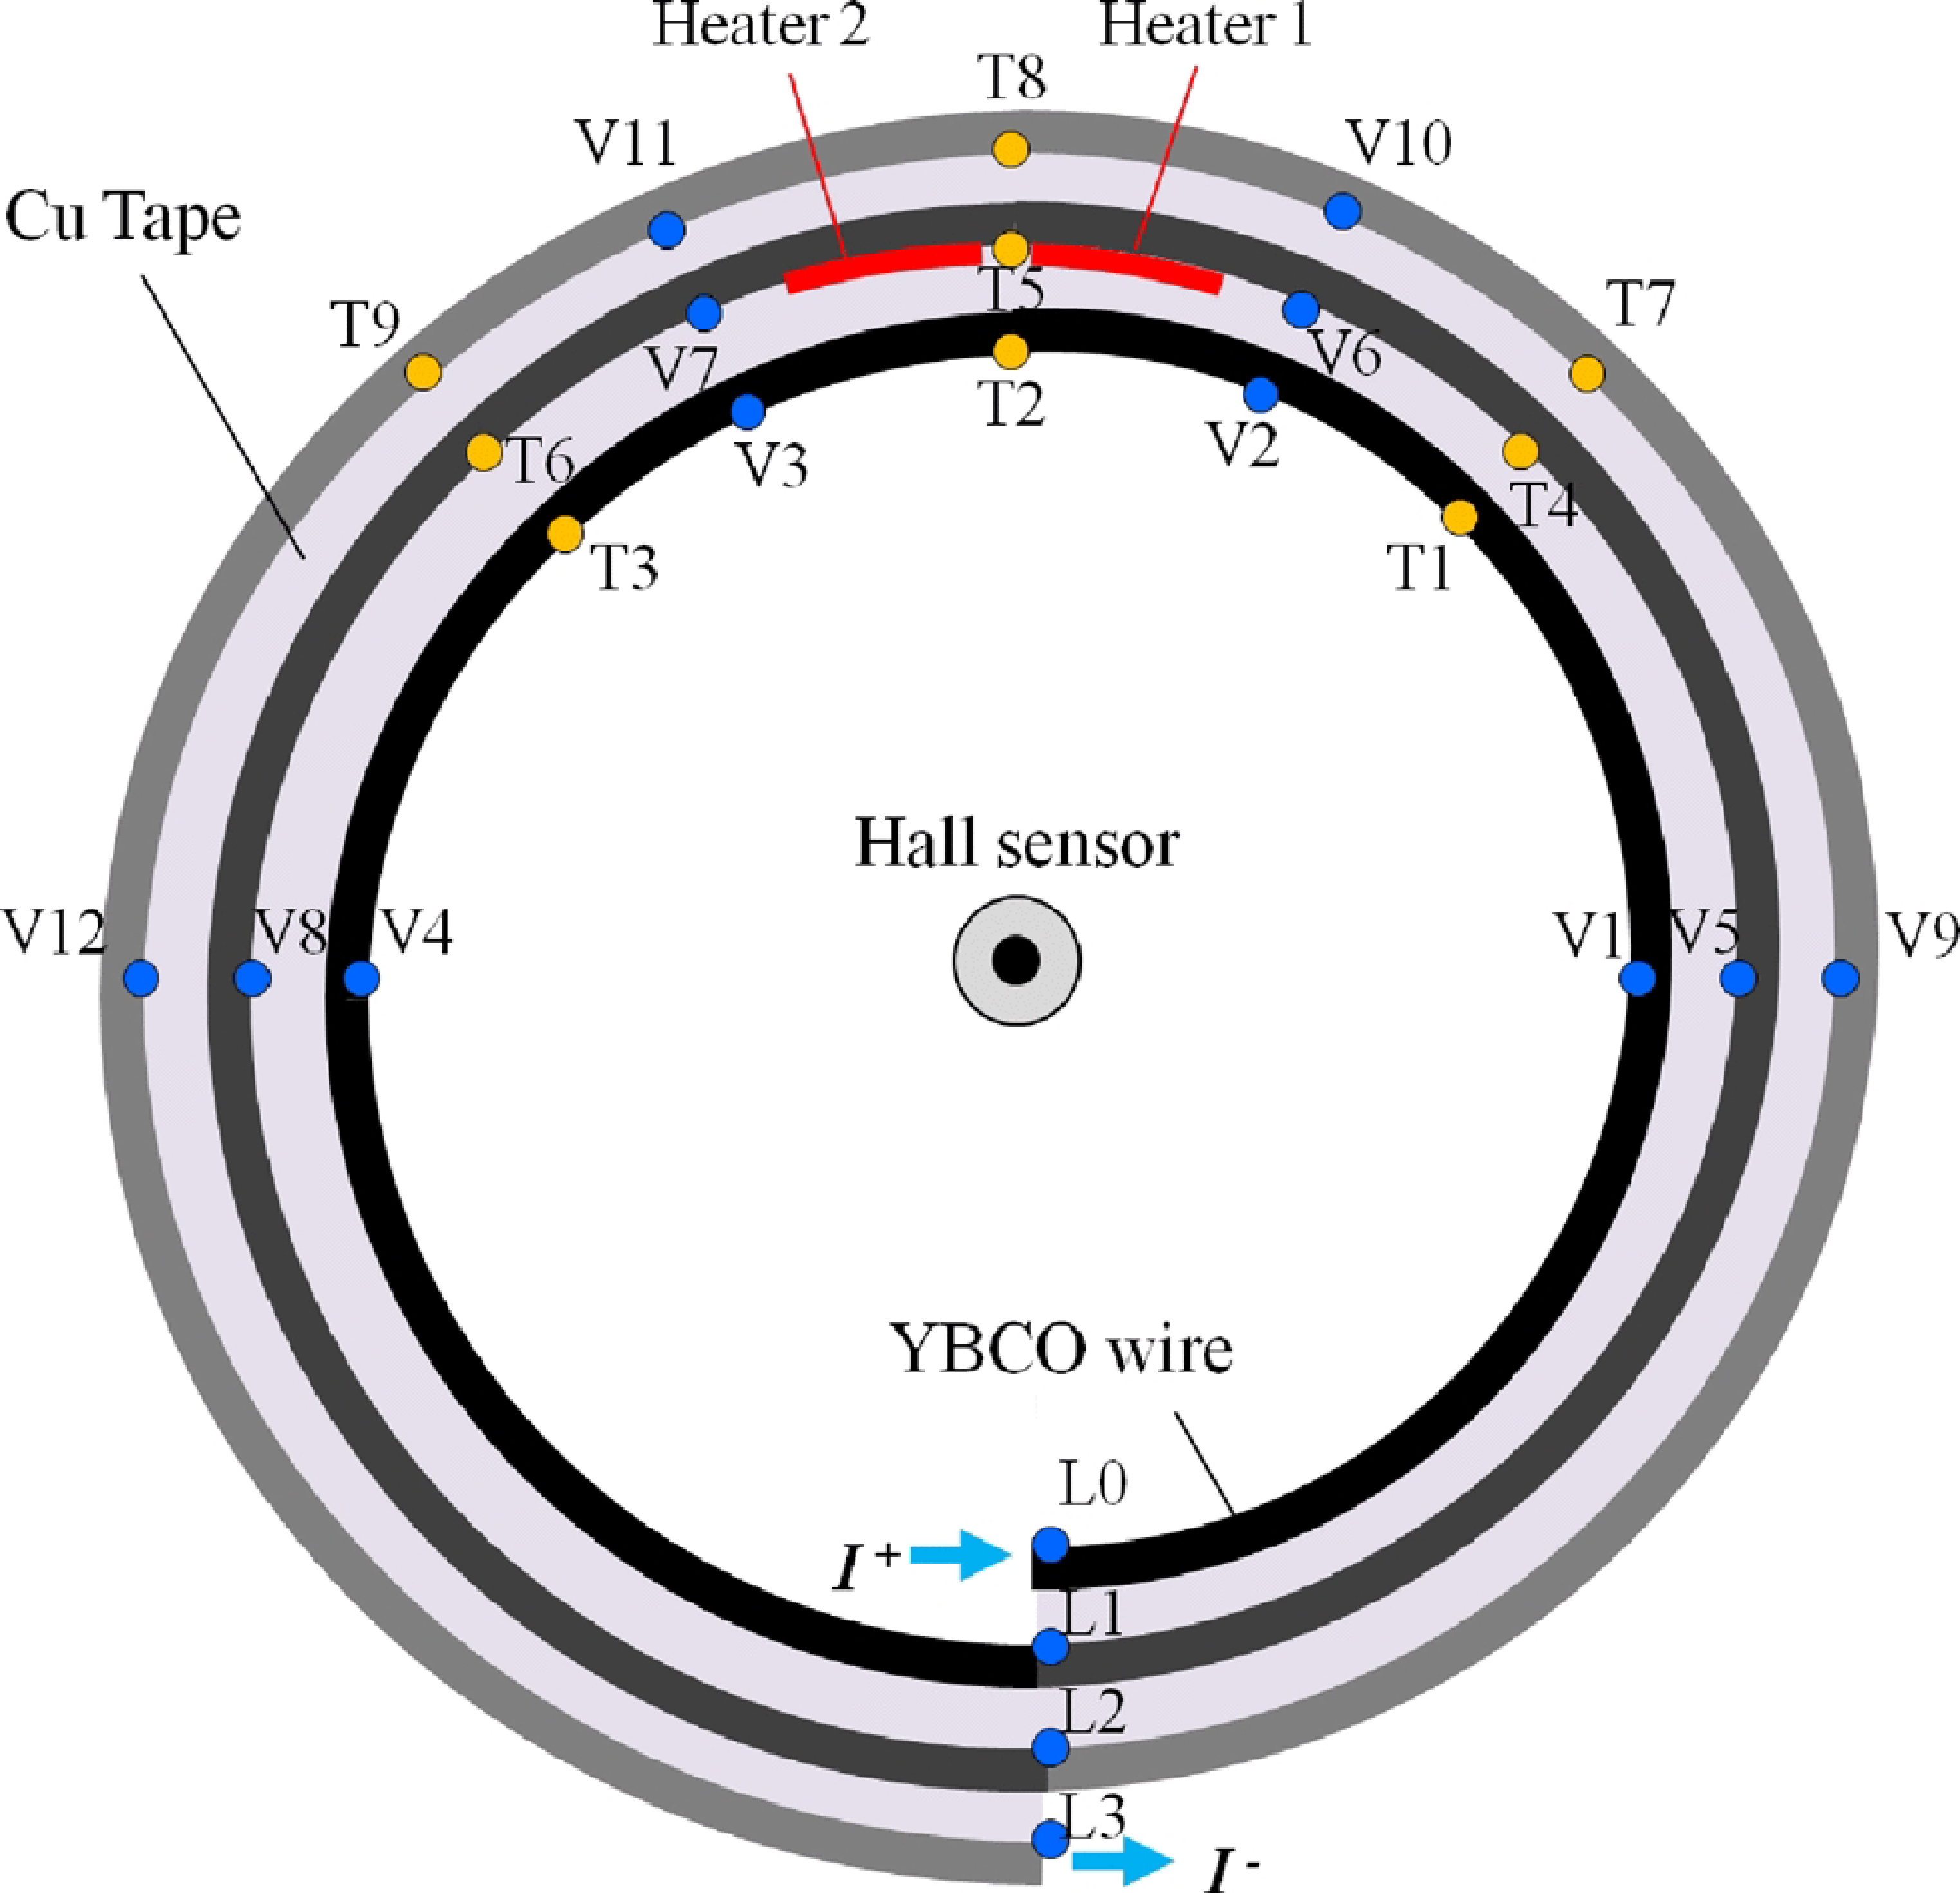 Heater 2
Heater 1
T8
V11
V10
Cu Tape
T9
T7
T5
V7
V6
T2
T6
V3
V2
T4
T3
T1
Hall sensor
V12
V8
V4
V1
V5
V9
YBCO wire
L0
I +
L1
L2
L3
I -